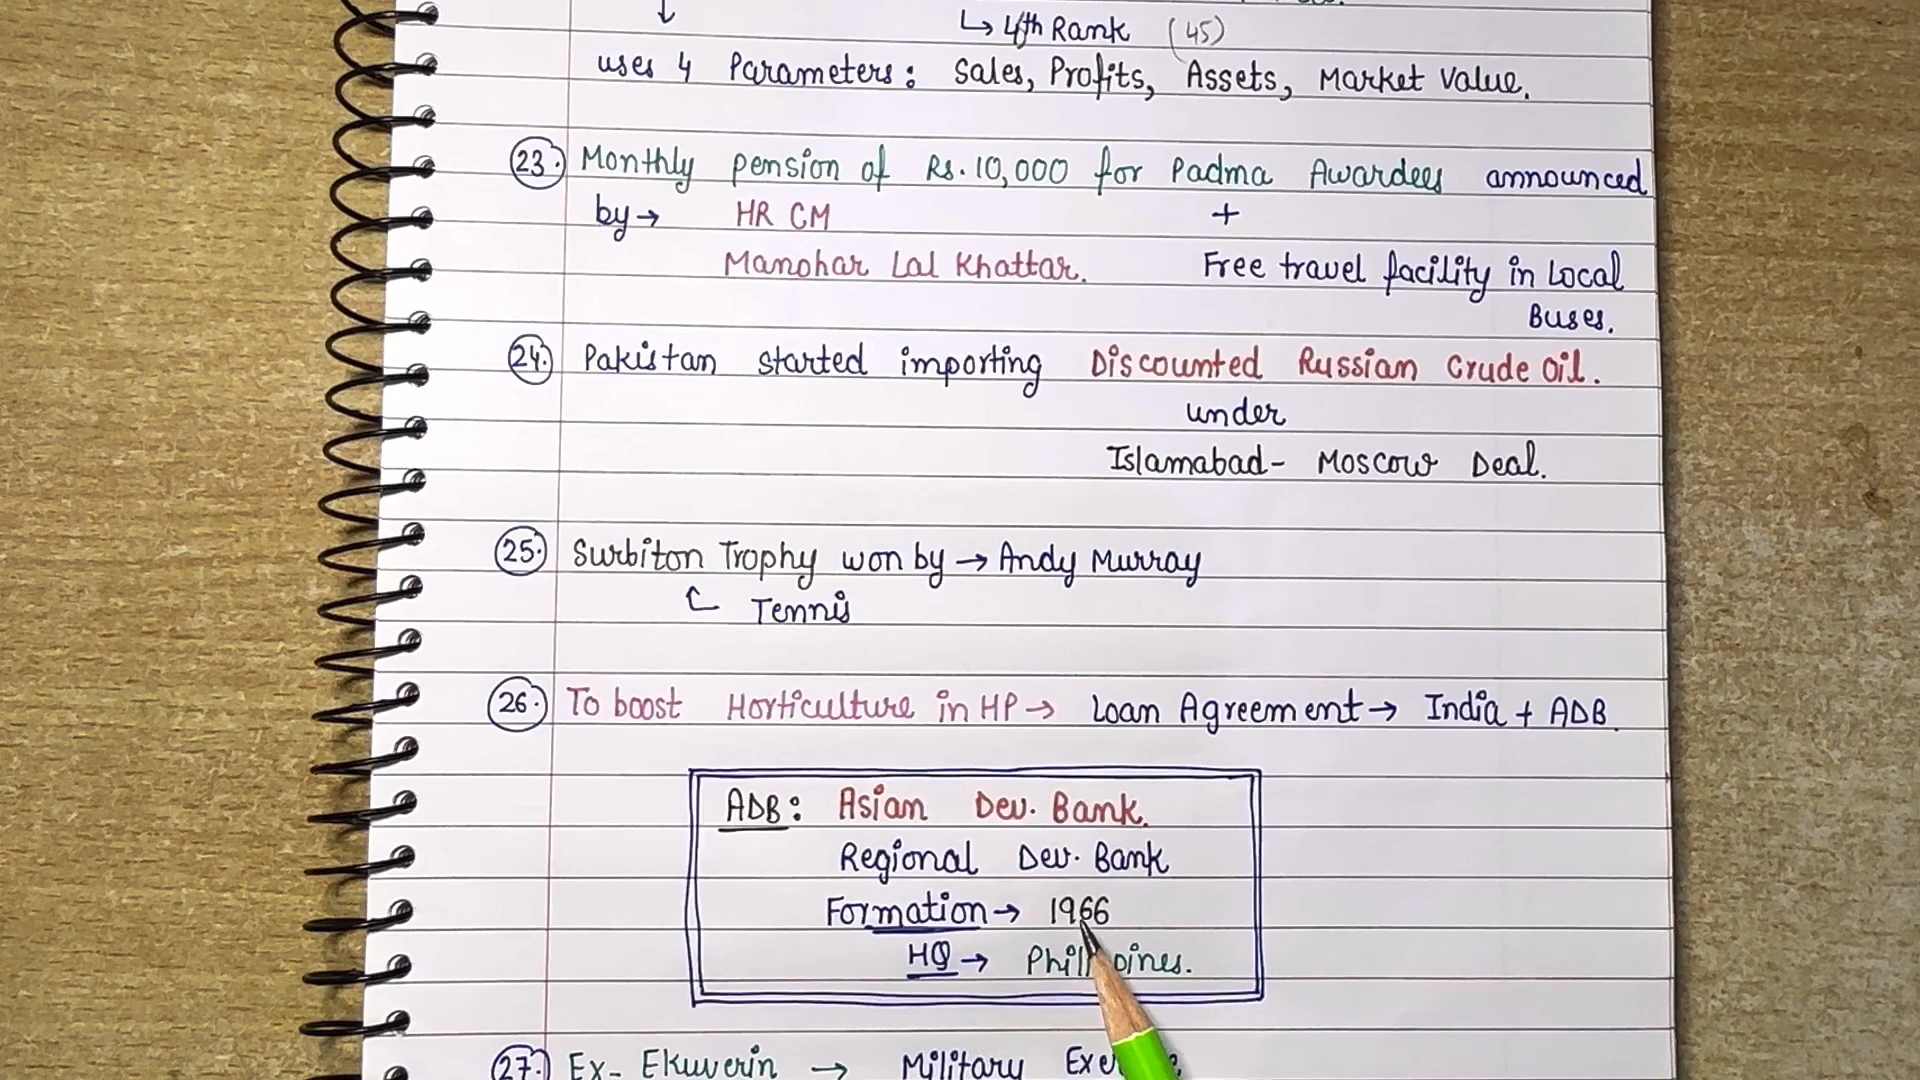 ↓ ↳ 4th Rank (45)
uses 4 Parameters: Sales, Profits, Assets, Market Value.
23. Monthly pension of Rs. 10,000 for Padma Awardees announced
by → HR CM +
Manohar Lal Khattar. Free travel facility in Local
Buses.
24. Pakistan started importing Discounted Russian Crude oil.
under
Islamabad - Moscow Deal.
25. Surbiton Trophy won by → Andy Murray
Tennis
26. To boost Horticulture in HP → Loan Agreement → India + ADB.
ADB: Asian Dev. Bank.
Regional Dev. Bank
Formation → 1966
HQ →
27. Ex- Ekuverin → Military